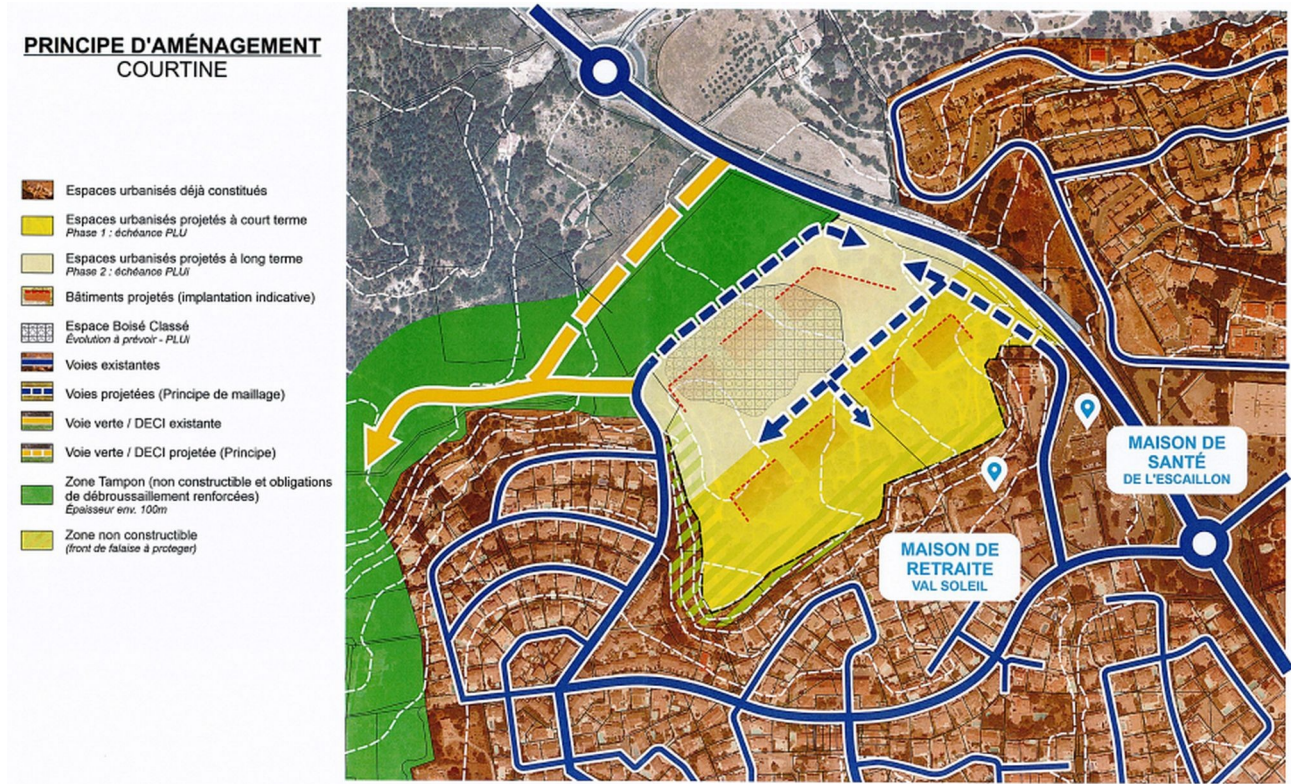 PRINCIPE D'AMÉNAGEMENT
COURTINE
Espaces urbanisés déjà constitués
Espaces urbanisés projetés à court terme
Phase 1 : échéance PLU
Espaces urbanisés projetés à long terme
Phase 2 : échéance PLUi
Bâtiments projetés (implantation indicative)
Espace Boisé Classé
Évolution à prévoir - PLUi
Voies existantes
Voies projetées (Principe de maillage)
Voie verte / DECI existante
Voie verte / DECI projetée (Principe)
Zone Tampon (non constructible et obligations
de débroussaillement renforcées)
Épaisseur env. 100m
Zone non constructible
(front de falaise à proteger)
MAISON DE
SANTÉ
DE L'ESCAILLON
MAISON DE
RETRAITE
VAL SOLEIL